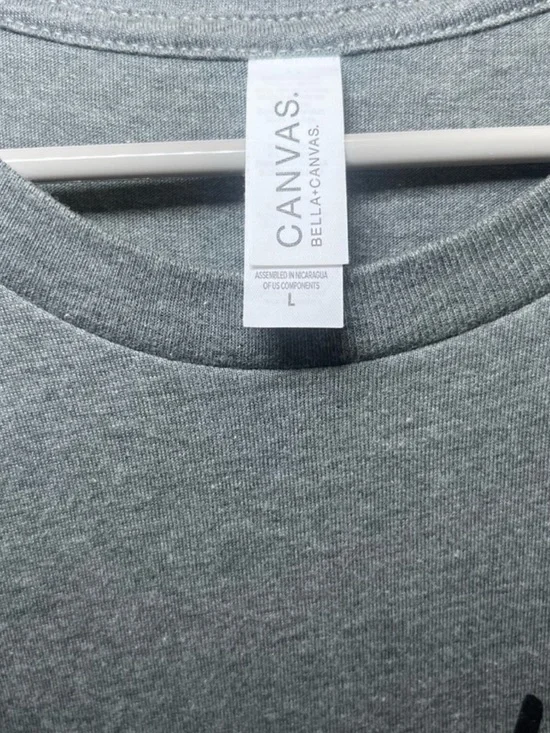 CANVAS.
BELLA+CANVAS.
ASSEMBLED IN NICARAGUA
OF US COMPONENTS
L